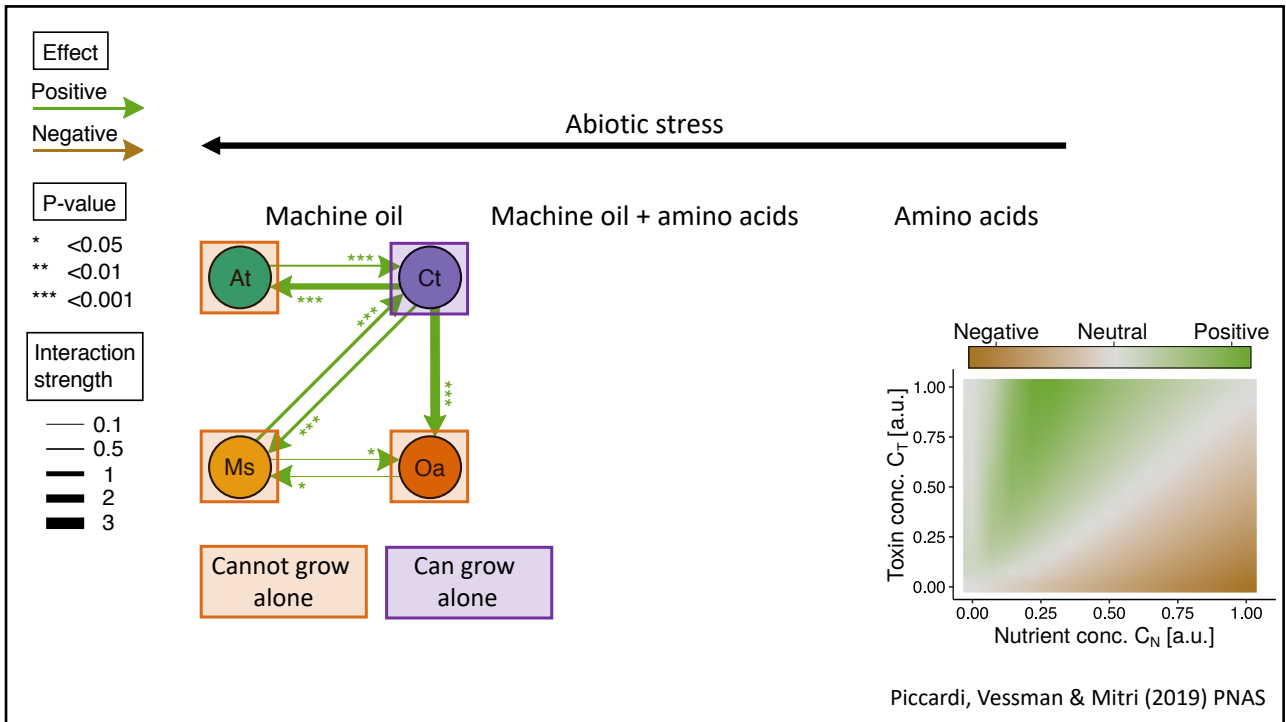 Effect
Positive
Negative
P-value
* <0.05
** <0.01
*** <0.001
Interaction
strength
0.1
0.5
1
2
3
Abiotic stress
Machine oil
Machine oil + amino acids
Amino acids
At
***
Ct
***
***
***
***
Ms
*
Oa
*
Cannot grow
alone
Can grow
alone
Negative Neutral Positive
1.00
0.75
0.50
0.25
0.00
Toxin conc. C_T [a.u.]
0.00 0.25 0.50 0.75 1.00
Nutrient conc. C_N [a.u.]
Piccardi, Vessman & Mitri (2019) PNAS